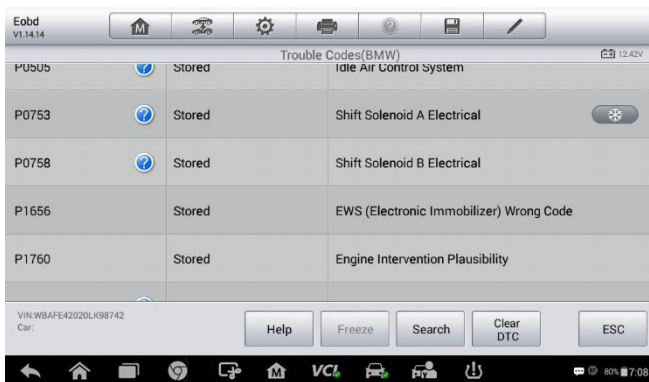 Eobd
V1.14.14
M
Trouble Codes(BMW)
12.42V
P0505 Stored Idle Air Control System
P0753 Stored Shift Solenoid A Electrical
P0758 Stored Shift Solenoid B Electrical
P1656 Stored EWS (Electronic Immobilizer) Wrong Code
P1760 Stored Engine Intervention Plausibility
VIN:WBAFE42020LK98742
Car:
Help Freeze Search Clear DTC ESC
M VCI 80% 7:08